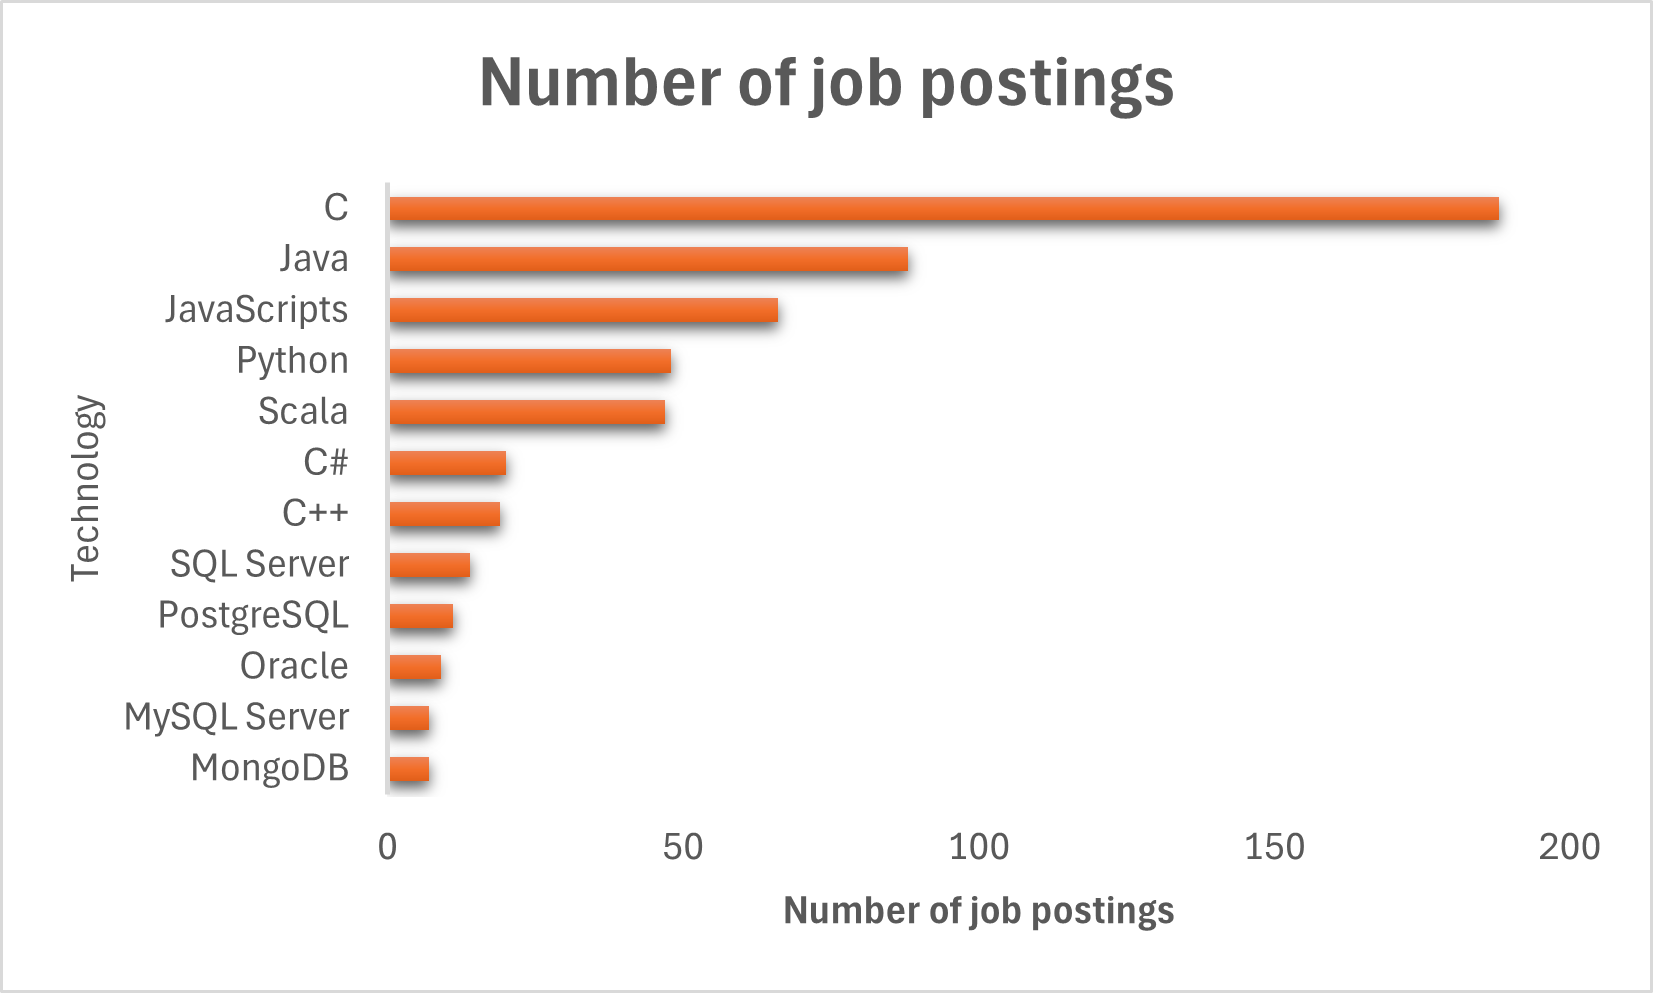 Number of job postings
C
Java
JavaScripts
Python
Scala
C#
C++
SQL Server
PostgreSQL
Oracle
MySQL Server
MongoDB
Technology
0 50 100 150 200
Number of job postings